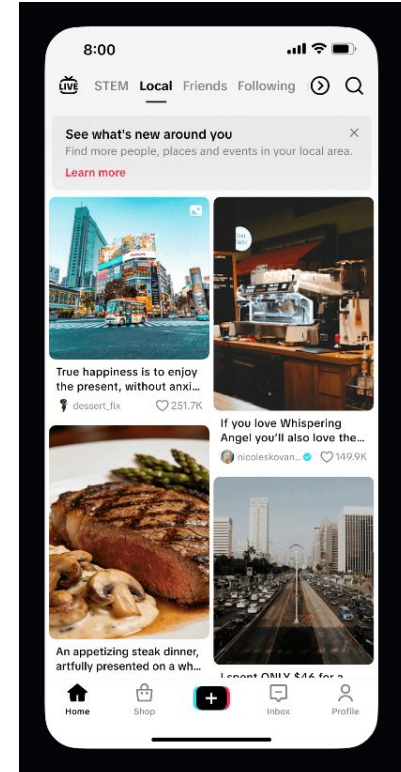 8:00
LIVE
STEM Local Friends Following
See what's new around you
Find more people, places and events in your local area.
Learn more
True happiness is to enjoy
the present, without anxi...
dessert_fix 251.7K
If you love Whispering
Angel you'll also love the...
nicoleskovan... 149.9K
An appetizing steak dinner,
artfully presented on a wh...
I spent ONLY $46 for a
Home
Shop
Inbox
Profile